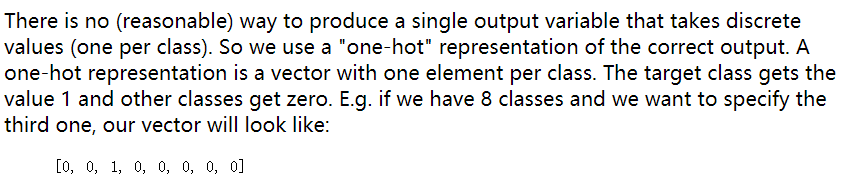 There is no (reasonable) way to produce a single output variable that takes discrete
values (one per class). So we use a "one-hot" representation of the correct output. A
one-hot representation is a vector with one element per class. The target class gets the
value 1 and other classes get zero. E.g. if we have 8 classes and we want to specify the
third one, our vector will look like:
[0, 0, 1, 0, 0, 0, 0, 0]